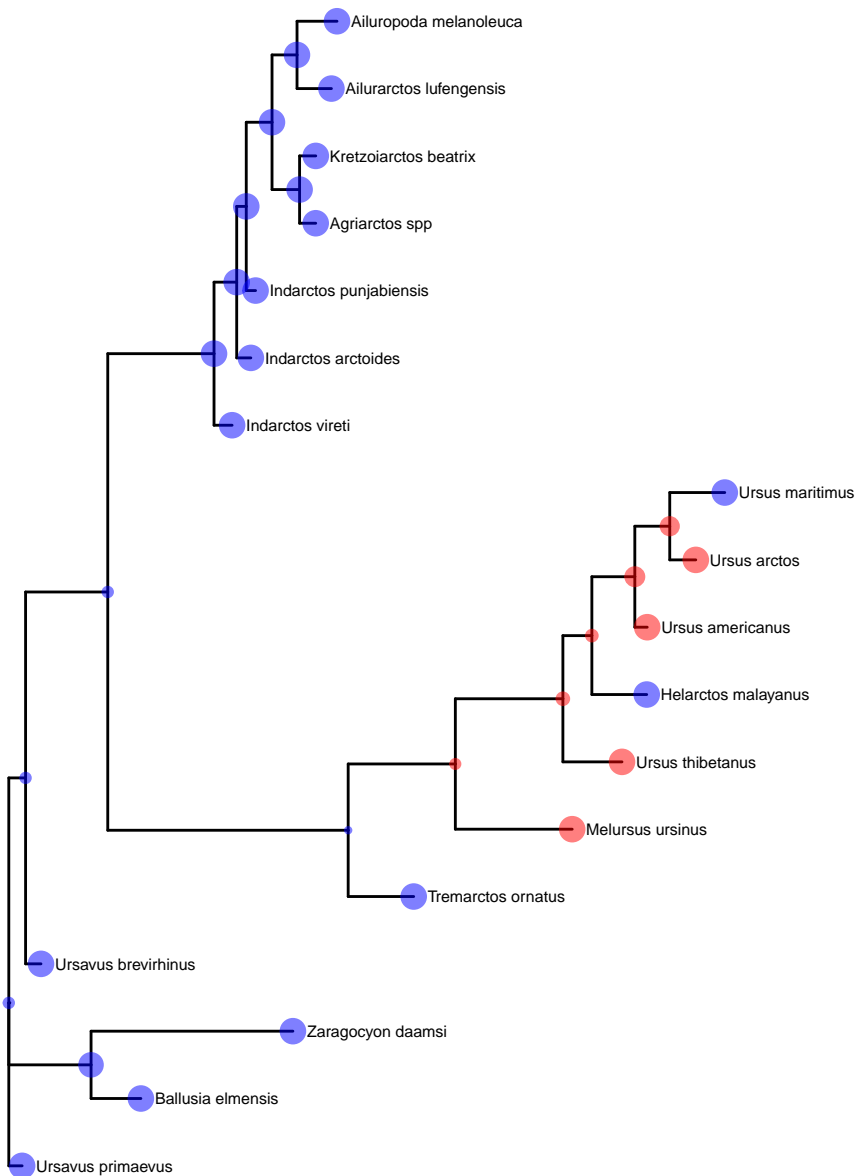 Ailuropoda melanoleuca
Ailurarctos lufengensis
Kretzoiarctos beatrix
Agriarctos spp
Indarctos punjabiensis
Indarctos arctoides
Indarctos vireti
Ursus maritimus
Ursus arctos
Ursus americanus
Helarctos malayanus
Ursus thibetanus
Melursus ursinus
Tremarctos ornatus
Ursavus brevirhinus
Zaragocyon daamsi
Ballusia elmensis
Ursavus primaevus